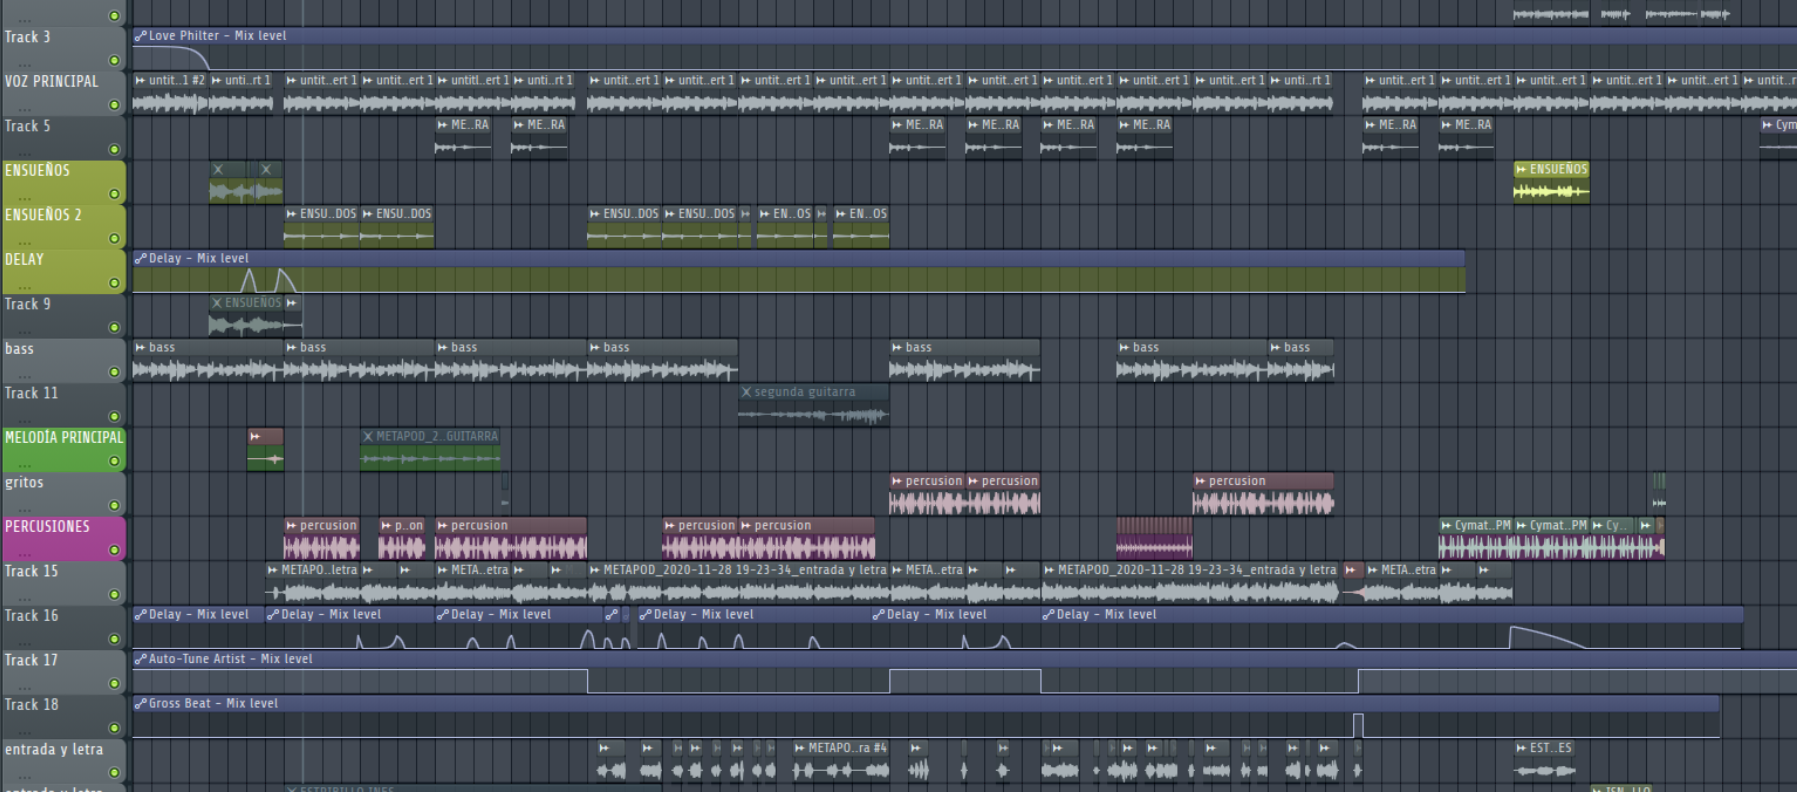 Track 3
Love Philter - Mix level
VOZ PRINCIPAL
untit..1 #2 unti..rt 1 untit..ert 1 untit..ert 1 untitl..ert 1 unti..rt 1 untit..ert 1 untit..ert 1 untit..ert 1 untit..ert 1 untit..ert 1 untit..ert 1 untit..ert 1 untit..ert 1 untit..ert 1 unti..rt 1 untit..ert 1 untit..ert 1 untit..ert 1 untit..ert 1 untit..ert 1 untit..r
Track 5
ME..RA ME..RA ME..RA ME..RA ME..RA ME..RA ME..RA ME..RA Cym
ENSUEÑOS
ENSUEÑOS
ENSUEÑOS 2
ENSU..DOS ENSU..DOS ENSU..DOS ENSU..DOS EN..OS EN..OS
DELAY
Delay - Mix level
Track 9
ENSUEÑOS
bass
bass bass bass bass bass bass bass
Track 11
segunda guitarra
MELODÍA PRINCIPAL
METAPOD_2..GUITARRA
gritos
percusion percusion percusion
PERCUSIONES
percusion p..on percusion percusion percusion Cymat..PM Cymat..PM Cy..
Track 15
METAPO..letra META..etra METAPOD_2020-11-28 19-23-34_entrada y letra META..etra METAPOD_2020-11-28 19-23-34_entrada y letra META..etra
Track 16
Delay - Mix level Delay - Mix level Delay - Mix level Delay - Mix level Delay - Mix level Delay - Mix level
Track 17
Auto-Tune Artist - Mix level
Track 18
Gross Beat - Mix level
entrada y letra
METAPO..ra #4 EST..ES
entrada y letra
ESTRIBILLO INES